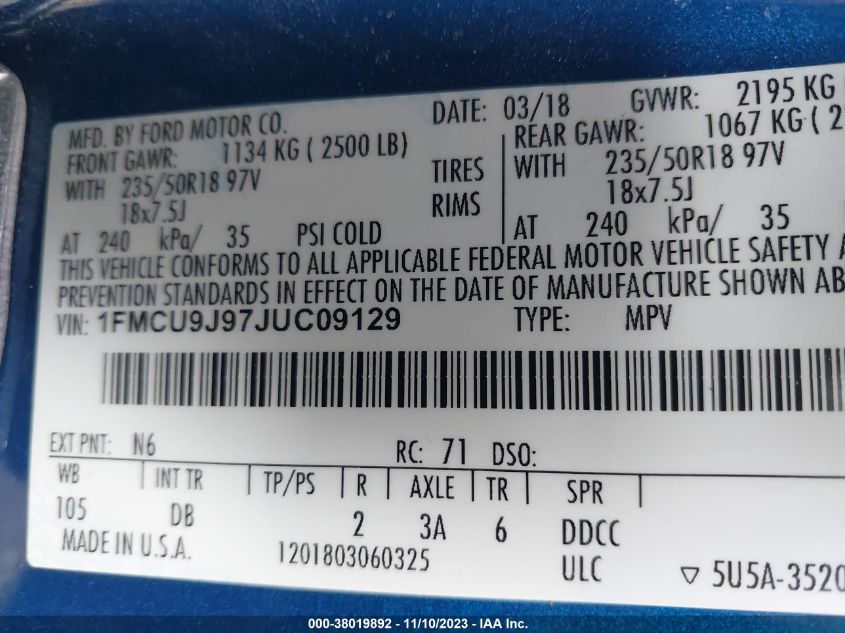 MFD. BY FORD MOTOR CO. DATE: 03/18 GVWR: 2195 KG
FRONT GAWR: 1134 KG ( 2500 LB) REAR GAWR: 1067 KG ( 2
WITH 235/50R18 97V TIRES WITH 235/50R18 97V
18x7.5J RIMS 18x7.5J
AT 240 kPa/ 35 PSI COLD AT 240 kPa/ 35
THIS VEHICLE CONFORMS TO ALL APPLICABLE FEDERAL MOTOR VEHICLE SAFETY A
PREVENTION STANDARDS IN EFFECT ON THE DATE OF MANUFACTURE SHOWN AB
VIN: 1FMCU9J97JUC09129 TYPE: MPV
EXT PNT: N6 RC: 71 DSO:
WB INT TR TP/PS R AXLE TR SPR
105 DB 2 3A 6 DDCC
MADE IN U.S.A. 1201803060325 ULC ▽ 5U5A-3520
000-38019892 — 11/10/2023 — IAA Inc.